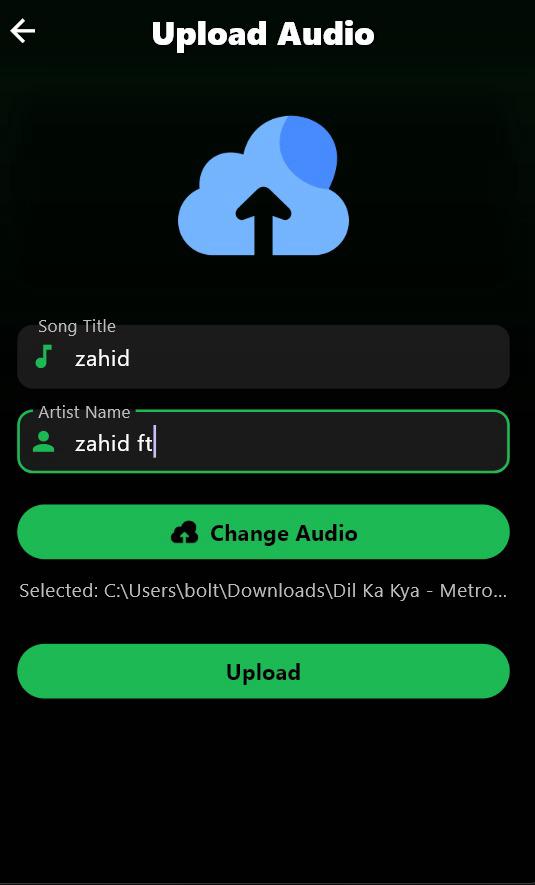 Upload Audio
Song Title
zahid
Artist Name
zahid ft
Change Audio
Selected: C:\Users\bolt\Downloads\Dil Ka Kya - Metro...
Upload